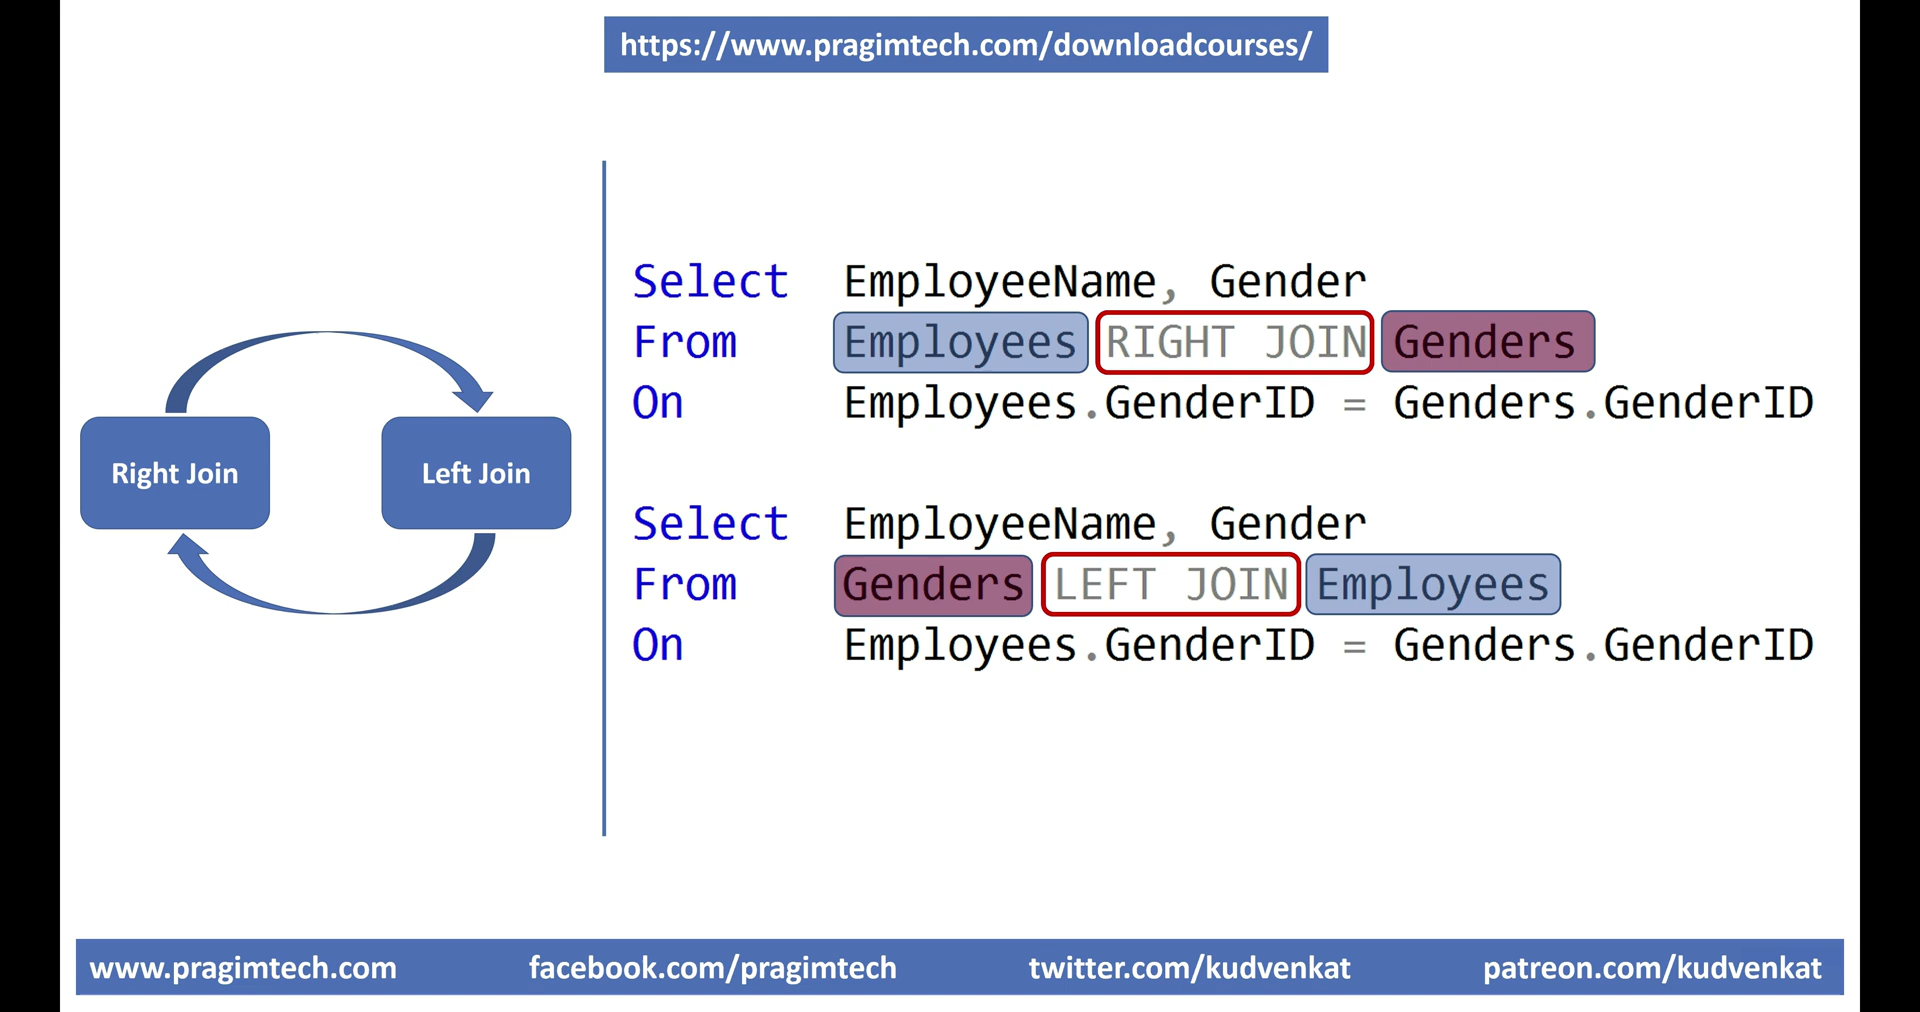 https://www.pragimtech.com/downloadcourses/
Right Join
Left Join
Select EmployeeName, Gender
From Employees RIGHT JOIN Genders
On Employees.GenderID = Genders.GenderID
Select EmployeeName, Gender
From Genders LEFT JOIN Employees
On Employees.GenderID = Genders.GenderID
www.pragimtech.com facebook.com/pragimtech twitter.com/kudvenkat patreon.com/kudvenkat